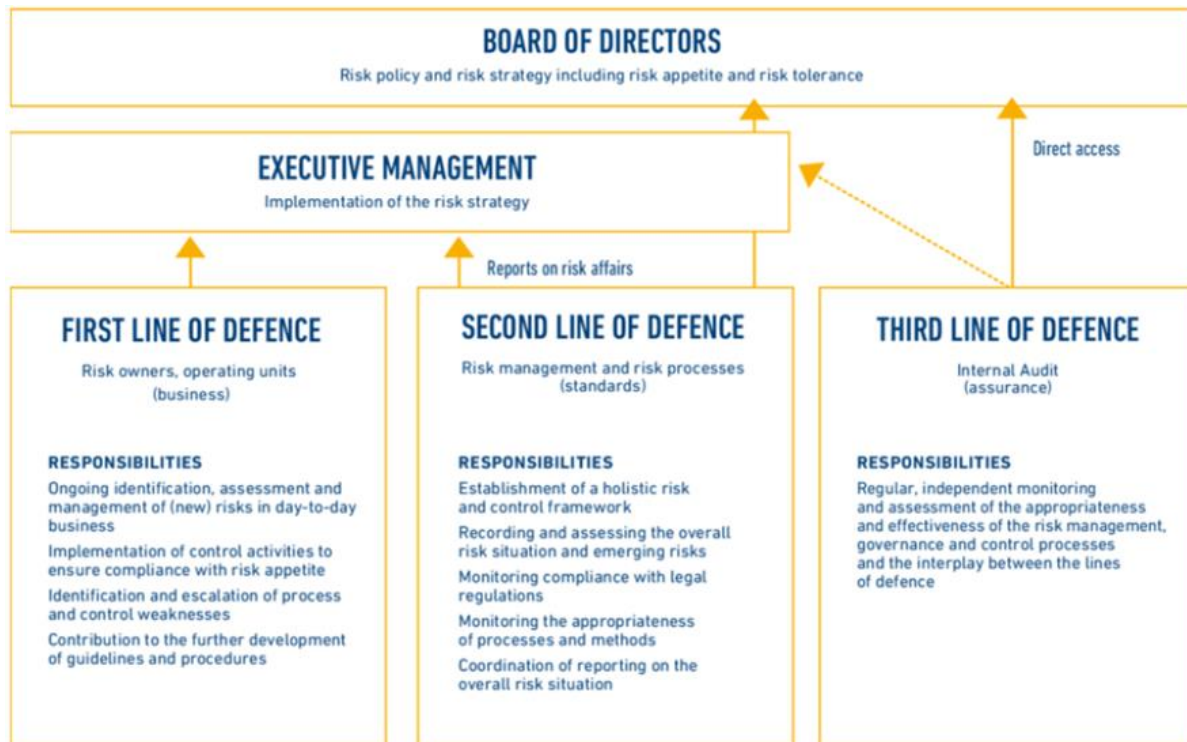 BOARD OF DIRECTORS
Risk policy and risk strategy including risk appetite and risk tolerance
Direct access
EXECUTIVE MANAGEMENT
Implementation of the risk strategy
Reports on risk affairs
FIRST LINE OF DEFENCE
Risk owners, operating units
(business)
RESPONSIBILITIES
Ongoing identification, assessment and
management of (new) risks in day-to-day
business
Implementation of control activities to
ensure compliance with risk appetite
Identification and escalation of process
and control weaknesses
Contribution to the further development
of guidelines and procedures
SECOND LINE OF DEFENCE
Risk management and risk processes
(standards)
RESPONSIBILITIES
Establishment of a holistic risk
and control framework
Recording and assessing the overall
risk situation and emerging risks
Monitoring compliance with legal
regulations
Monitoring the appropriateness
of processes and methods
Coordination of reporting on the
overall risk situation
THIRD LINE OF DEFENCE
Internal Audit
(assurance)
RESPONSIBILITIES
Regular, independent monitoring
and assessment of the appropriateness
and effectiveness of the risk management,
governance and control processes
and the interplay between the lines
of defence